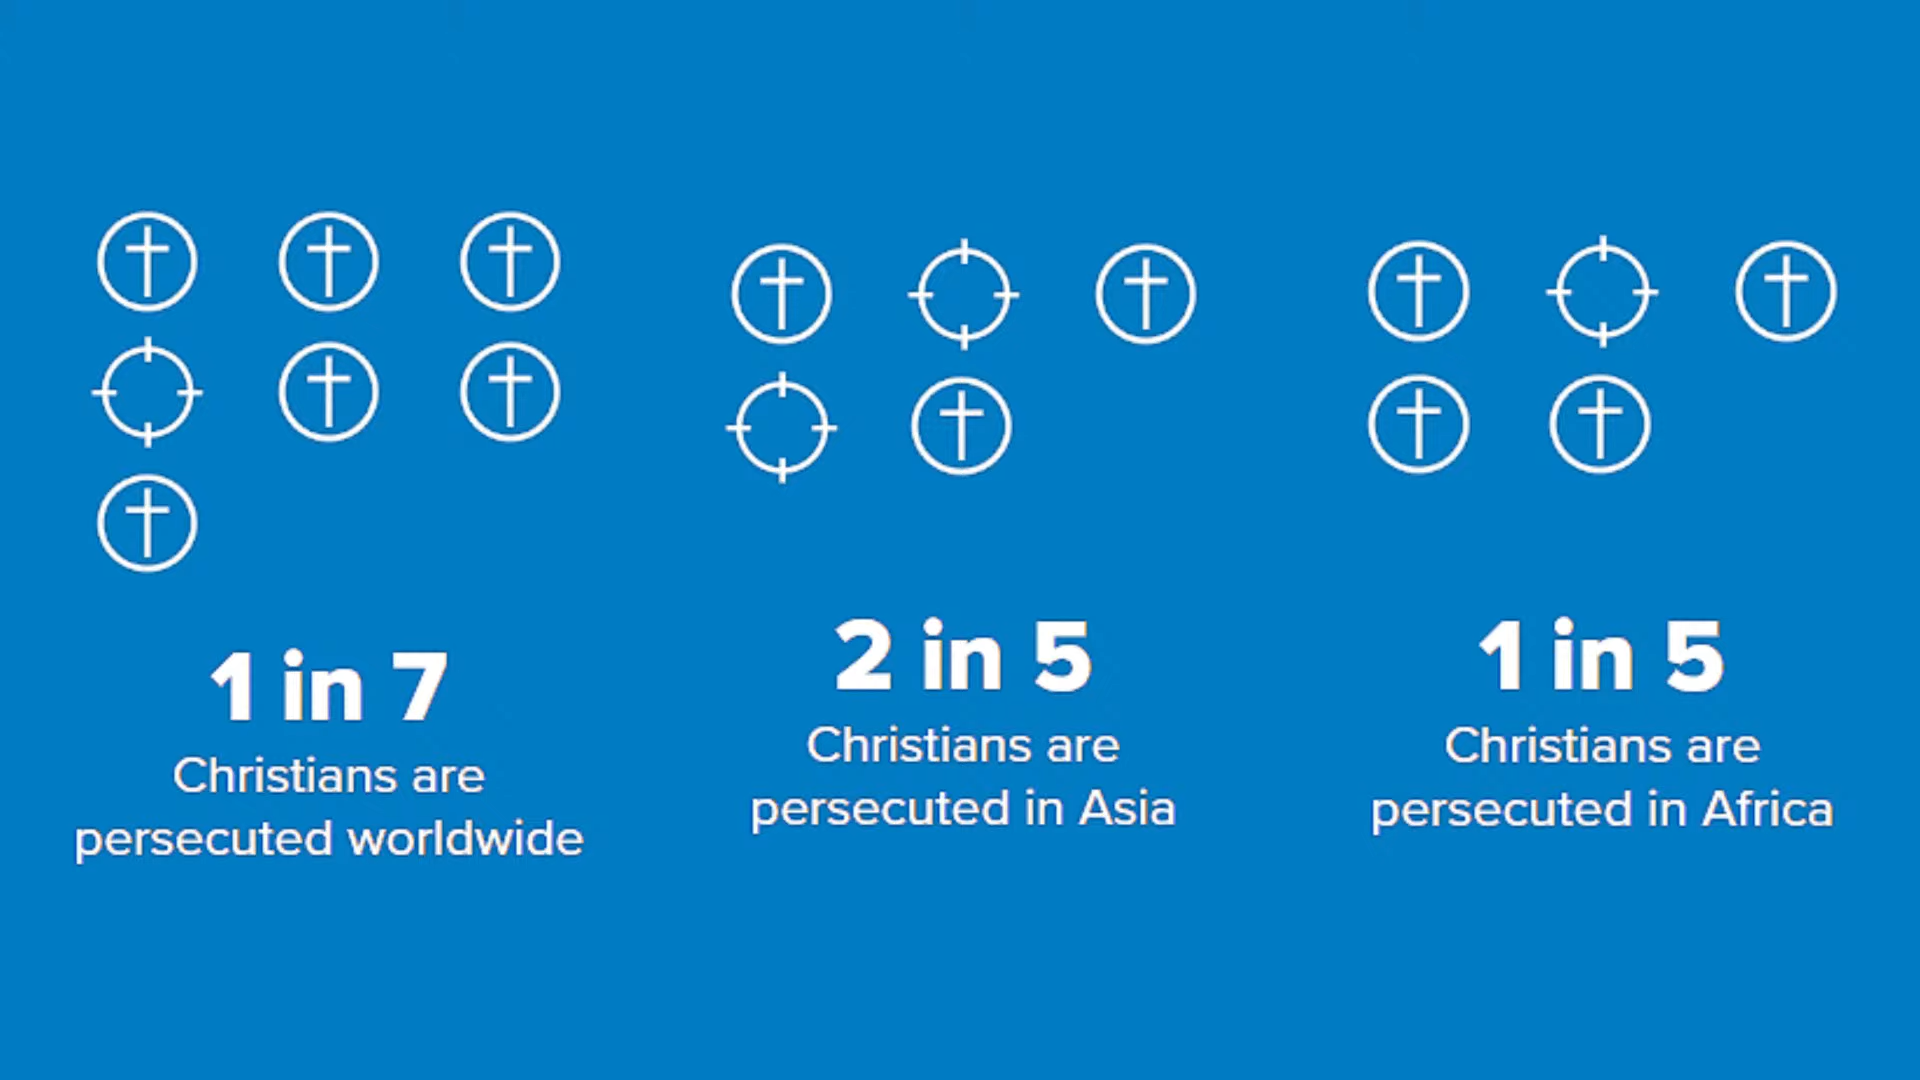 1 in 7
Christians are
persecuted worldwide
2 in 5
Christians are
persecuted in Asia
1 in 5
Christians are
persecuted in Africa